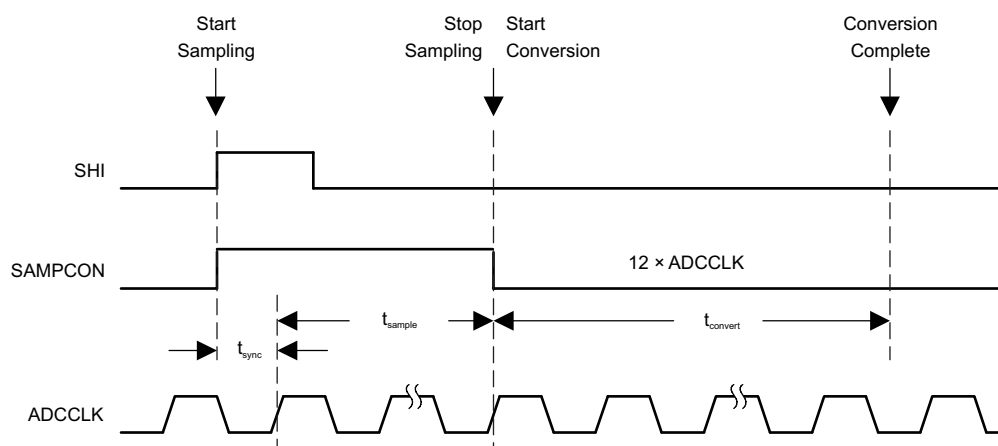 Start
Sampling
Stop
Sampling
Start
Conversion
Conversion
Complete
SHI
SAMPCON
12 × ADCCLK
tsample
tconvert
tsync
ADCCLK